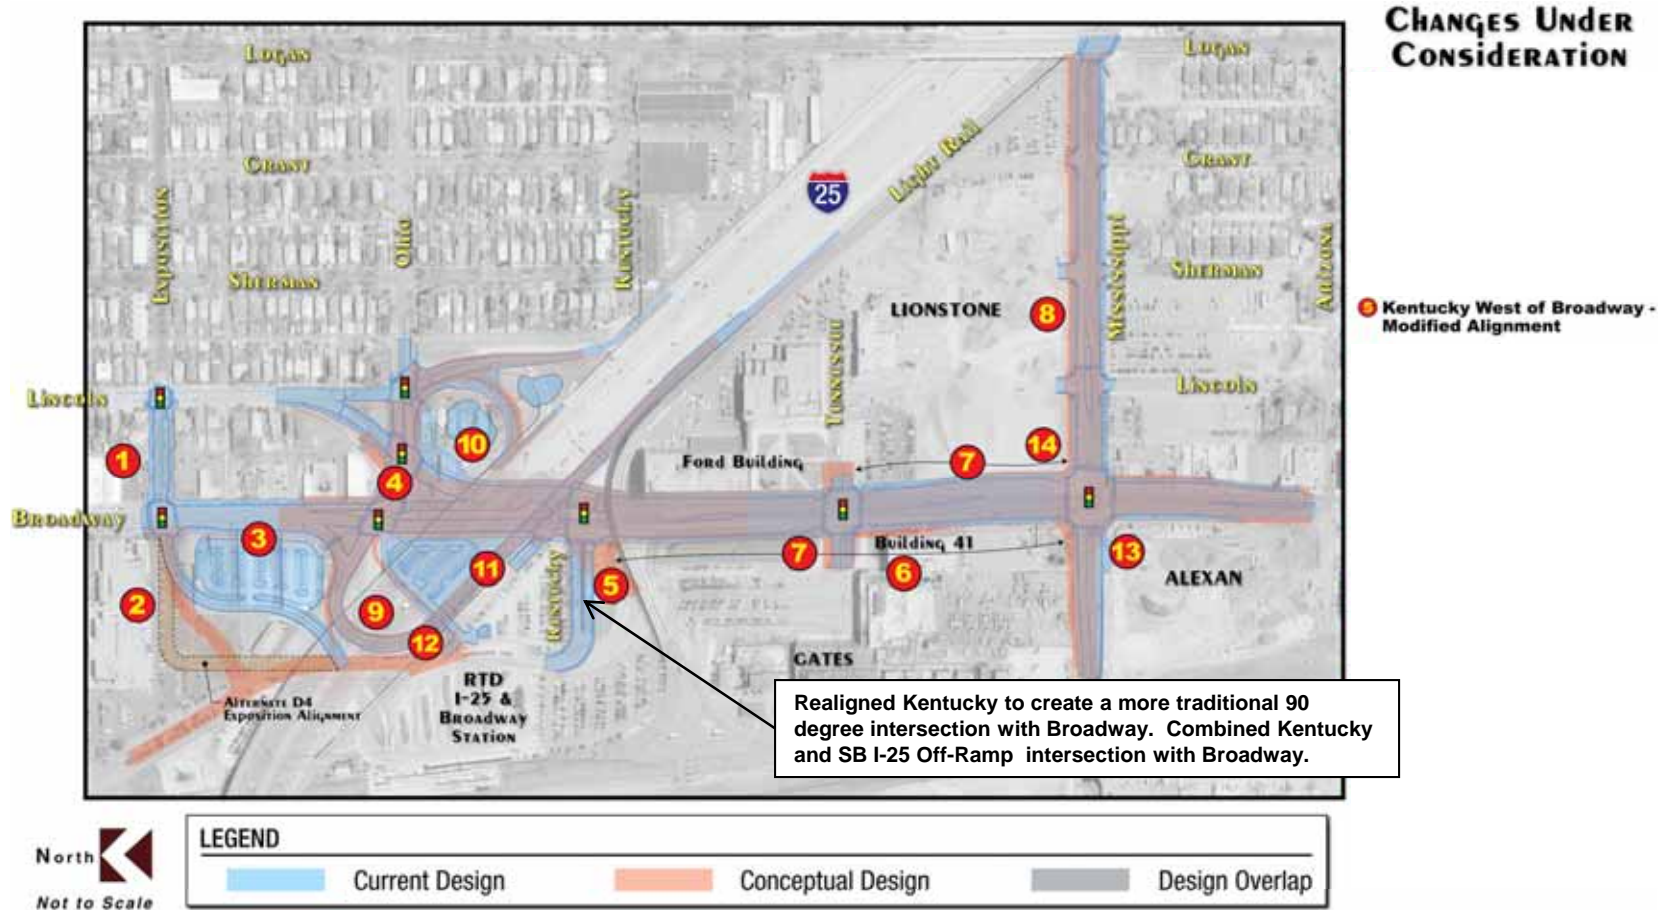 Changes Under
Consideration
Logan
Logan
Grant
Grant
Light Rail
25
Exposition
Ohio
Kentucky
Sherman
Sherman
Mississippi
Arizona
LIONSTONE
8
5 Kentucky West of Broadway -
Modified Alignment
Tennessee
Lincoln
Lincoln
1
10
4
Ford Building
7
14
Broadway
3
11
7
Building 41
6
13
ALEXAN
2
9
12
Kentucky
5
GATES
RTD
I-25 &
Broadway
Station
Alternate D4
Exposition Alignment
Realigned Kentucky to create a more traditional 90
degree intersection with Broadway. Combined Kentucky
and SB I-25 Off-Ramp intersection with Broadway.
North
Not to Scale
LEGEND
Current Design
Conceptual Design
Design Overlap